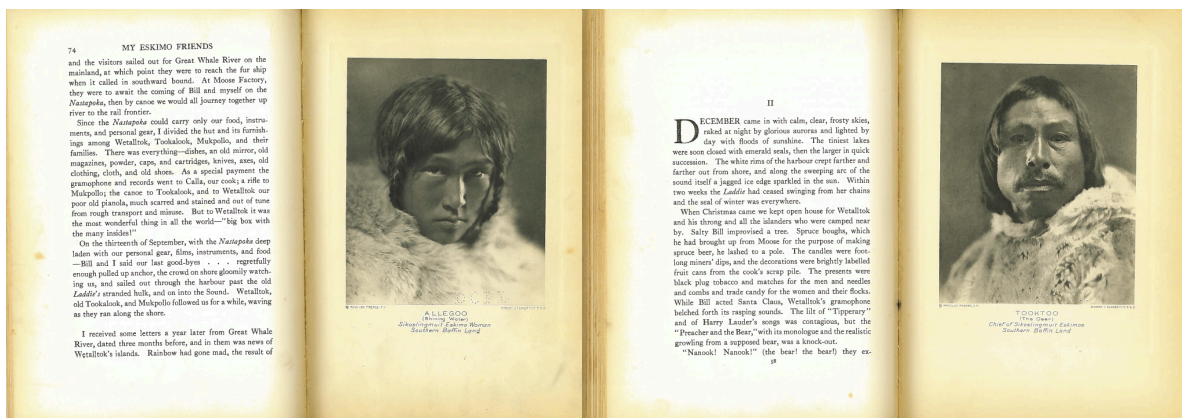 74 MY ESKIMO FRIENDS
and the visitors sailed out for Great Whale River on the
mainland, at which point they were to reach the fur ship
when it called in southward bound. At Moose Factory,
they were to await the coming of Bill and myself on the
Nastapoka, then by canoe we would all journey together up
river to the rail frontier.
Since the Nastapoka could carry only our food, instru-
ments, and personal gear, I divided the hut and its furnish-
ings among Wetalltok, Tookalook, Mukpollo, and their
families. There was everything—dishes, an old mirror, old
magazines, powder, caps, and cartridges, knives, axes, old
clothing, cloth, and old shoes. As a special payment the
gramophone and records went to Calla, our cook; a rifle to
Mukpollo; the canoe to Tookalook, and to Wetalltok our
poor old pianola, much scarred and stained and out of tune
from rough transport and misuse. But to Wetalltok it was
the most wonderful thing in all the world—"big box with
the many insides!"
On the thirteenth of September, with the Nastapoka deep
laden with our personal gear, films, instruments, and food
—Bill and I said our last good-byes . . . regretfully
enough pulled up anchor, the crowd on shore gloomily watch-
ing us, and sailed out through the harbour past the old
Laddie's stranded hulk, and on into the Sound. Wetalltok,
old Tookalook, and Mukpollo followed us for a while, waving
as they ran along the shore.
I received some letters a year later from Great Whale
River, dated three months before, and in them was news of
Wetalltok's islands. Rainbow had gone mad, the result of
ALLEGOO
(Shining Water)
Sikoslingmuit Eskimo Woman
Southern Baffin Land
II
DECEMBER came in with calm, clear, frosty skies,
raked at night by glorious auroras and lighted by
day with floods of sunshine. The tiniest lakes
were soon closed with emerald seals, then the larger in quick
succession. The white rims of the harbour crept farther and
farther out from shore, and along the sweeping arc of the
sound itself a jagged ice edge sparkled in the sun. Within
two weeks the Laddie had ceased swinging from her chains
and the seal of winter was everywhere.
When Christmas came we kept open house for Wetalltok
and his throng and all the islanders who were camped near
by. Salty Bill improvised a tree. Spruce boughs, which
he had brought up from Moose for the purpose of making
spruce beer, he lashed to a pole. The candles were foot-
long miners' dips, and the decorations were brightly labelled
fruit cans from the cook's scrap pile. The presents were
black plug tobacco and matches for the men and needles
and combs and trade candy for the women and their flocks.
While Bill acted Santa Claus, Wetalltok's gramophone
belched forth its rasping sounds. The lilt of "Tipperary"
and of Harry Lauder's songs was contagious, but the
"Preacher and the Bear," with its monologue and the realistic
growling from a supposed bear, was a knock-out.
"Nanook! Nanook!" (the bear! the bear!) they ex-
58
TOOKTOO
(The Deer)
Chief of Sikoslingmuit Eskimos
Southern Baffin Land